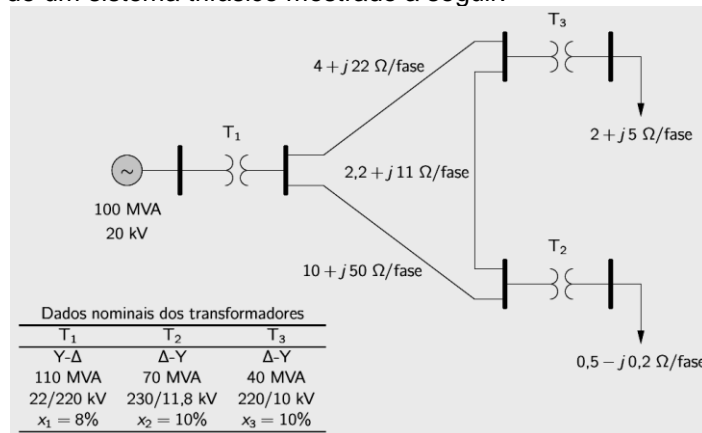 de um sistema trifásico mostrado a seguir.
T₃
4 + j 22 Ω/fase
T₁
2 + j 5 Ω/fase
2,2 + j 11 Ω/fase
∼
100 MVA
20 kV
T₂
10 + j 50 Ω/fase
Dados nominais dos transformadores
T₁ T₂ T₃
Y-Δ Δ-Y Δ-Y
110 MVA 70 MVA 40 MVA
22/220 kV 230/11,8 kV 220/10 kV
x₁ = 8% x₂ = 10% x₃ = 10%
0,5 − j 0,2 Ω/fase